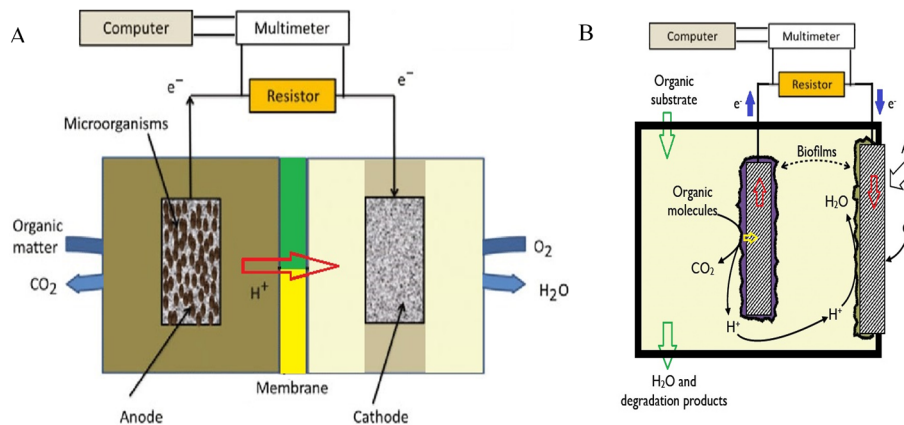 A
Computer
Multimeter
e⁻
Resistor
e⁻
Microorganisms
Organic
matter
CO₂
H⁺
O₂
H₂O
Membrane
Anode
Cathode
B
Computer
Multimeter
Organic
substrate
e⁻
Resistor
e⁻
Biofilms
Organic
molecules
H₂O
CO₂
H⁺
H⁺
H₂O and
degradation products